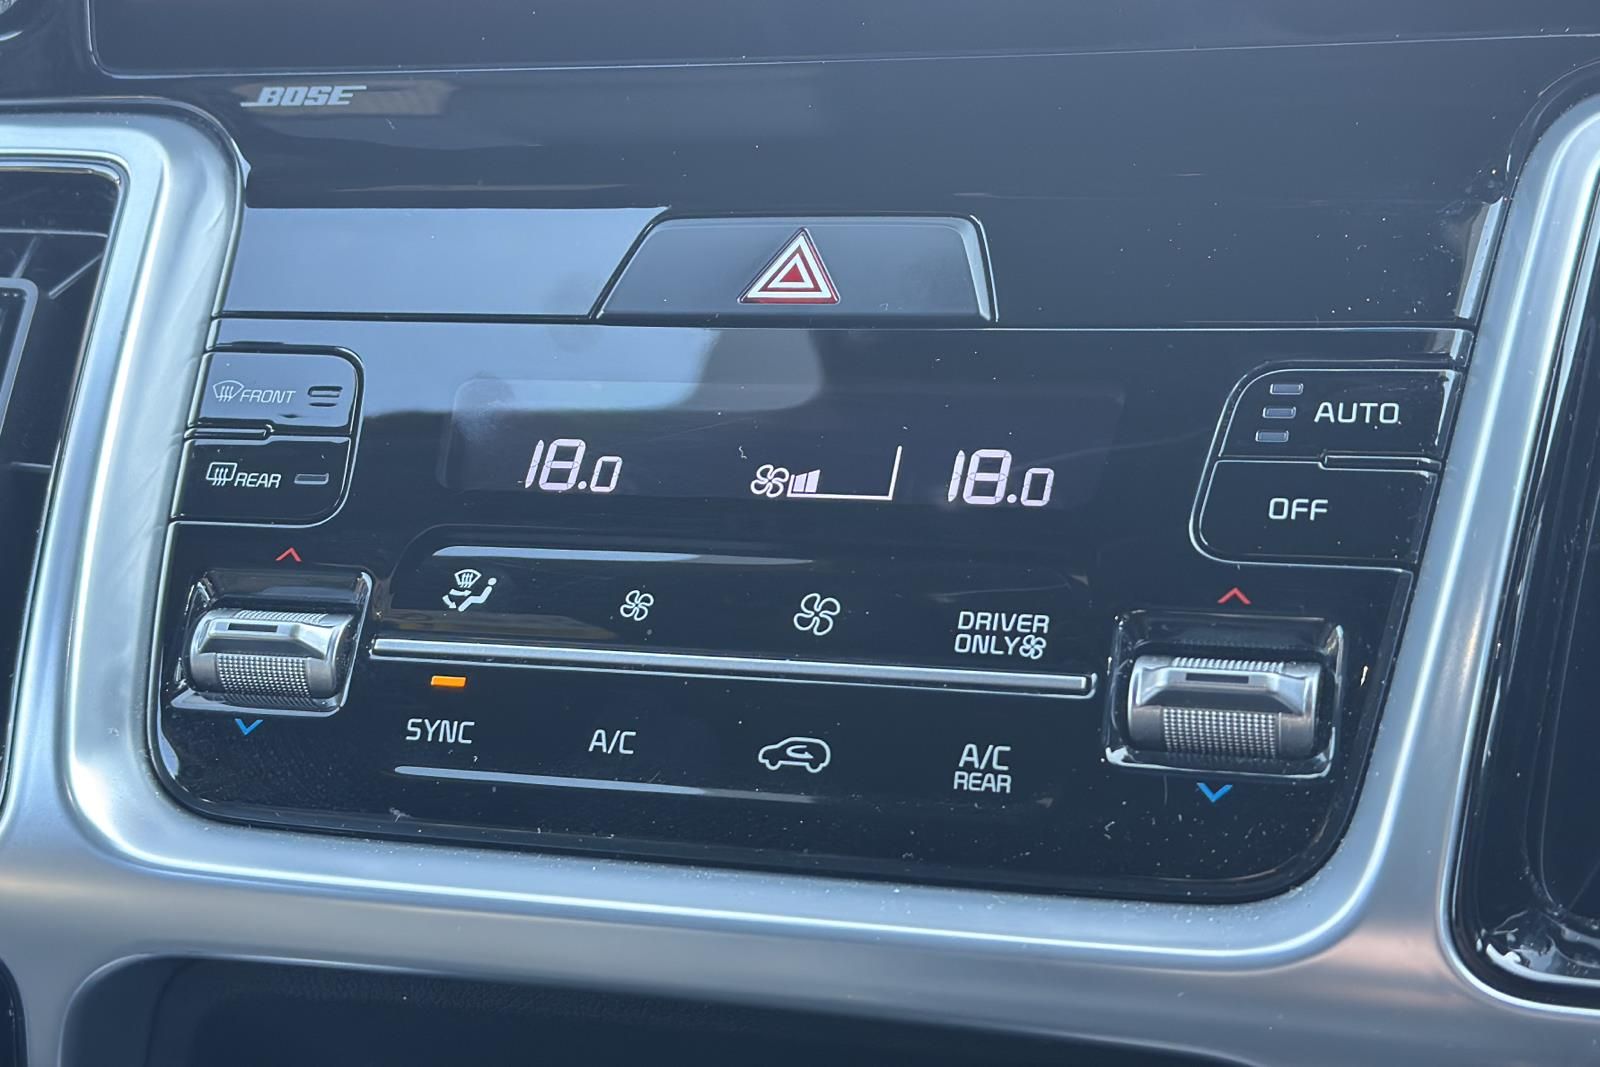 BOSE
FRONT
REAR
18.0
18.0
AUTO
OFF
DRIVER
ONLY
SYNC
A/C
A/C
REAR